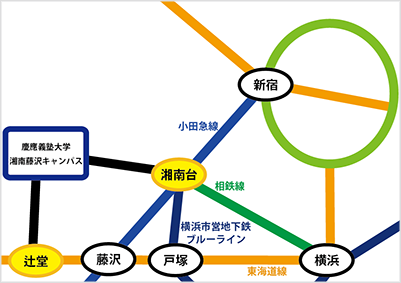 新宿
小田急線
慶應義塾大学
湘南藤沢キャンパス
湘南台
相鉄線
横浜市営地下鉄
ブルーライン
辻堂
藤沢
戸塚
横浜
東海道線